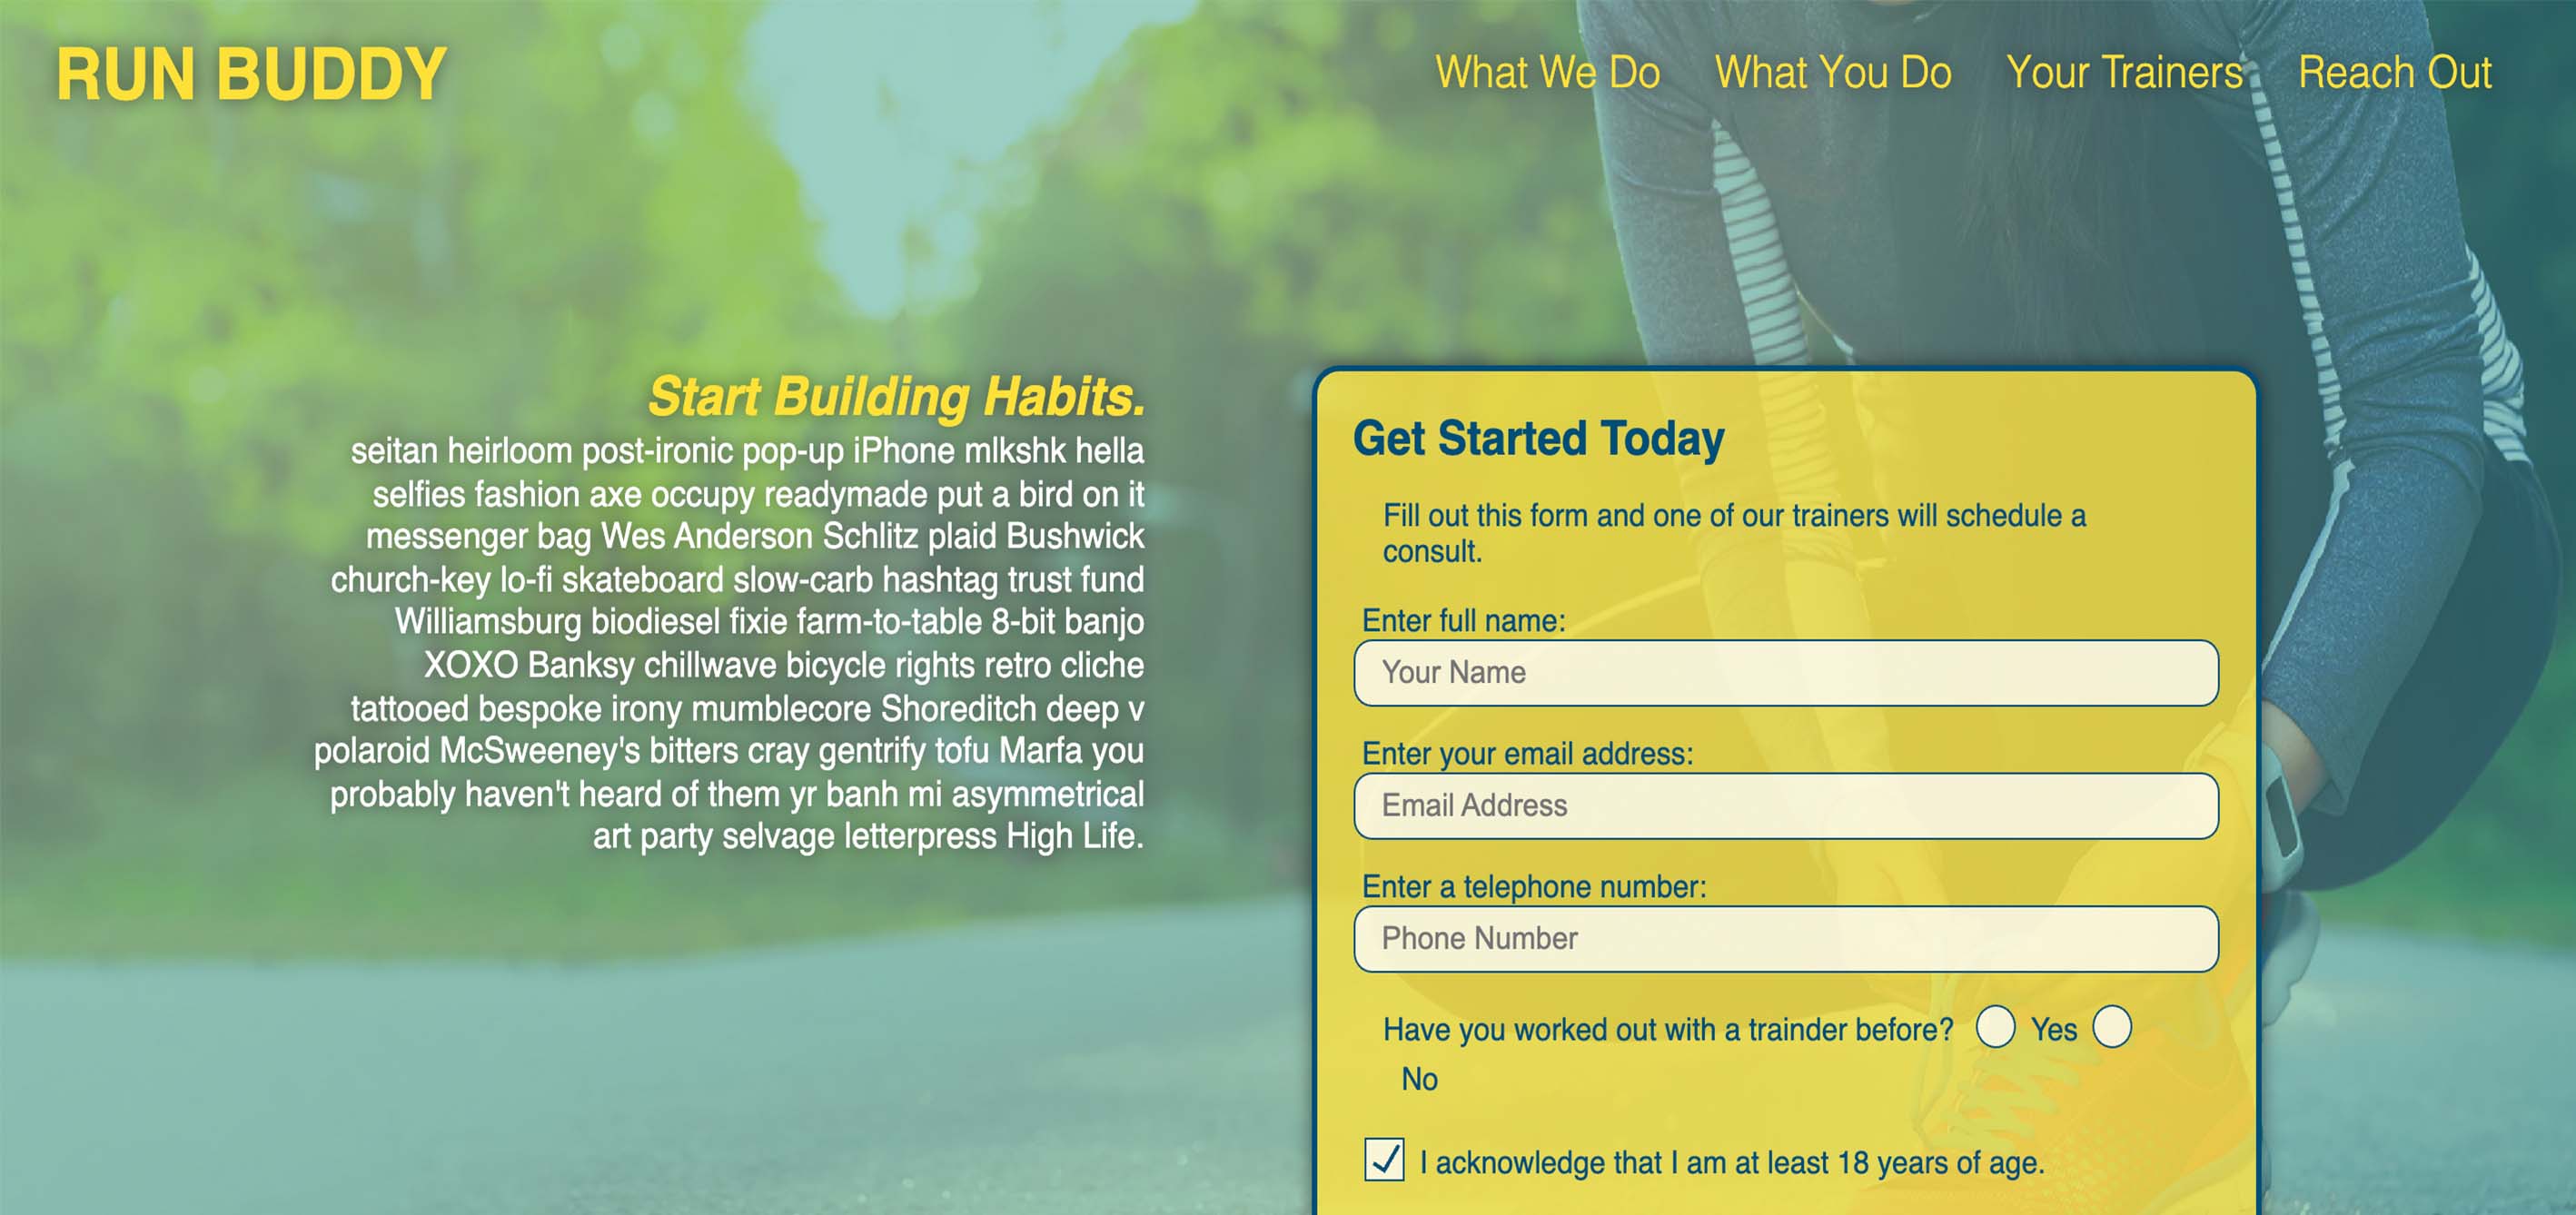 RUN BUDDY
What We Do What You Do Your Trainers Reach Out
Start Building Habits.
seitan heirloom post-ironic pop-up iPhone mlkshk hella
selfies fashion axe occupy readymade put a bird on it
messenger bag Wes Anderson Schlitz plaid Bushwick
church-key lo-fi skateboard slow-carb hashtag trust fund
Williamsburg biodiesel fixie farm-to-table 8-bit banjo
XOXO Banksy chillwave bicycle rights retro cliche
tattooed bespoke irony mumblecore Shoreditch deep v
polaroid McSweeney's bitters cray gentrify tofu Marfa you
probably haven't heard of them yr banh mi asymmetrical
art party selvage letterpress High Life.
Get Started Today
Fill out this form and one of our trainers will schedule a
consult.
Enter full name:
Your Name
Enter your email address:
Email Address
Enter a telephone number:
Phone Number
Have you worked out with a trainder before? Yes
No
I acknowledge that I am at least 18 years of age.